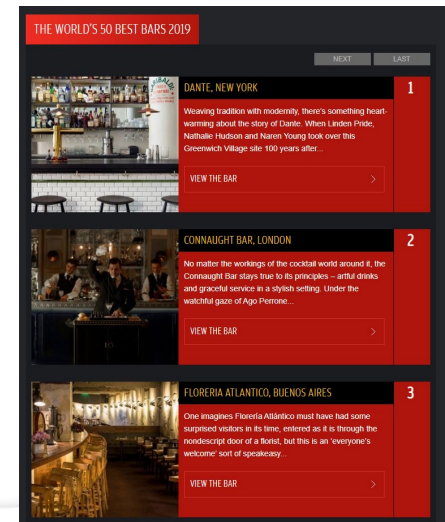 THE WORLD'S 50 BEST BARS 2019
NEXT
LAST
DANTE, NEW YORK
1
Weaving tradition with modernity, there's something heart-
warming about the story of Dante. When Linden Pride,
Nathalie Hudson and Naren Young took over this
Greenwich Village site 100 years after...
VIEW THE BAR
CONNAUGHT BAR, LONDON
2
No matter the workings of the cocktail world around it, the
Connaught Bar stays true to its principles – artful drinks
and graceful service in a stylish setting. Under the
watchful gaze of Ago Perrone...
VIEW THE BAR
FLORERIA ATLANTICO, BUENOS AIRES
3
One imagines Florería Atlántico must have had some
surprised visitors in its time, entered as it is through the
nondescript door of a florist, but this is an 'everyone's
welcome' sort of speakeasy...
VIEW THE BAR